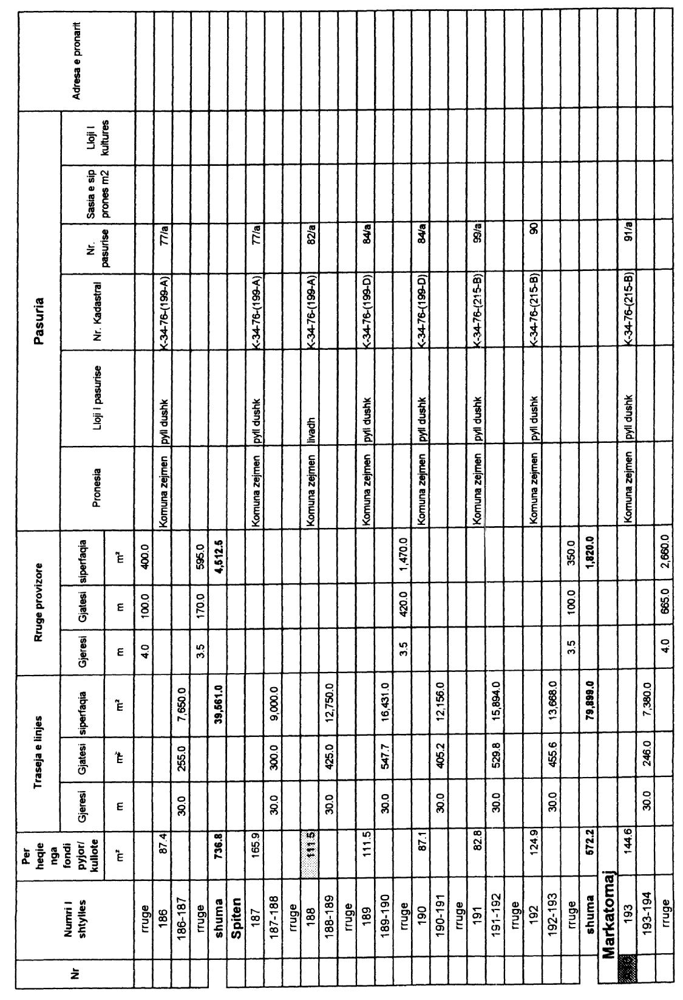 Nr | Numri I shtylles | Per heqje nga fondi pyjor/ kullote | Traseja e linjes | Rruge provizore | Pasuria | Adresa e pronarit
Gjeresi | Gjatesi | siperfaqia | Gjeresi | Gjatesi | siperfaqia | Pronesia | Lloji I pasurise | Nr. Kadastral | Nr. pasurise | Sasia e sip prones m2 | Lloji I kultures
m² | m | m² | m² | m | m | m²
rruge | 4.0 | 100.0 | 400.0
186 | 87.4 | Komuna zejmen | pyll dushk | K-34-76-(199-A) | 77/a
186-187 | 30.0 | 255.0 | 7,650.0
rruge | 3.5 | 170.0 | 595.0
shuma | 736.8 | 39,561.0 | 4,512.5
Spiten
187 | 165.9 | Komuna zejmen | pyll dushk | K-34-76-(199-A) | 77/a
187-188 | 30.0 | 300.0 | 9,000.0
rruge
188 | 111.5 | Komuna zejmen | livadh | K-34-76-(199-A) | 82/a
188-189 | 30.0 | 425.0 | 12,750.0
rruge
189 | 111.5 | Komuna zejmen | pyll dushk | K-34-76-(199-D) | 84/a
189-190 | 30.0 | 547.7 | 16,431.0
rruge | 3.5 | 420.0 | 1,470.0
190 | 87.1 | Komuna zejmen | pyll dushk | K-34-76-(199-D) | 84/a
190-191 | 30.0 | 405.2 | 12,156.0
rruge
191 | 82.8 | Komuna zejmen | pyll dushk | K-34-76-(215-B) | 99/a
191-192 | 30.0 | 529.8 | 15,894.0
rruge
192 | 124.9 | Komuna zejmen | pyll dushk | K-34-76-(215-B) | 90
192-193 | 30.0 | 455.6 | 13,668.0
rruge | 3.5 | 100.0 | 350.0
shuma | 572.2 | 79,899.0 | 1,820.0
Markatomaj
193 | 144.6 | Komuna zejmen | pyll dushk | K-34-76-(215-B) | 91/a
193-194 | 30.0 | 246.0 | 7,380.0
rruge | 4.0 | 665.0 | 2,660.0